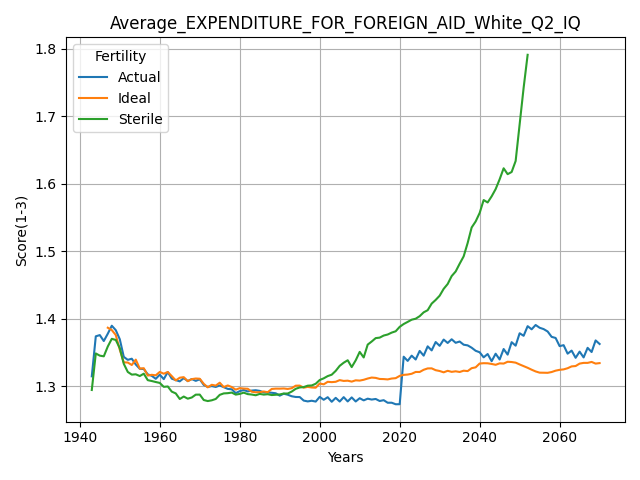 Average_EXPENDITURE_FOR_FOREIGN_AID_White_Q2_IQ
Fertility
Actual
Ideal
Sterile
Score(1-3)
1.8
1.7
1.6
1.5
1.4
1.3
1940 1960 1980 2000 2020 2040 2060
Years